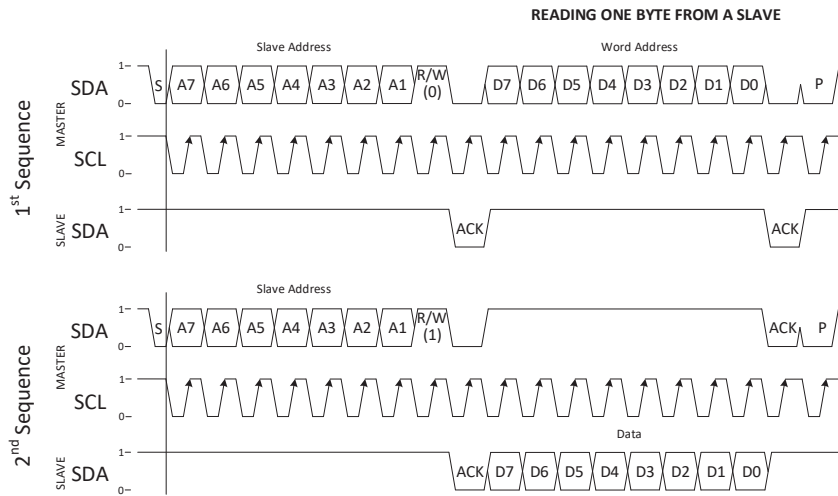 READING ONE BYTE FROM A SLAVE
1st Sequence
MASTER
SLAVE
Slave Address
Word Address
SDA
1
0
S A7 A6 A5 A4 A3 A2 A1 R/W (0) D7 D6 D5 D4 D3 D2 D1 D0 P
SCL
1
0
SDA
1
0
ACK ACK
2nd Sequence
MASTER
SLAVE
Slave Address
SDA
1
0
S A7 A6 A5 A4 A3 A2 A1 R/W (1) ACK P
SCL
1
0
Data
SDA
1
0
ACK D7 D6 D5 D4 D3 D2 D1 D0